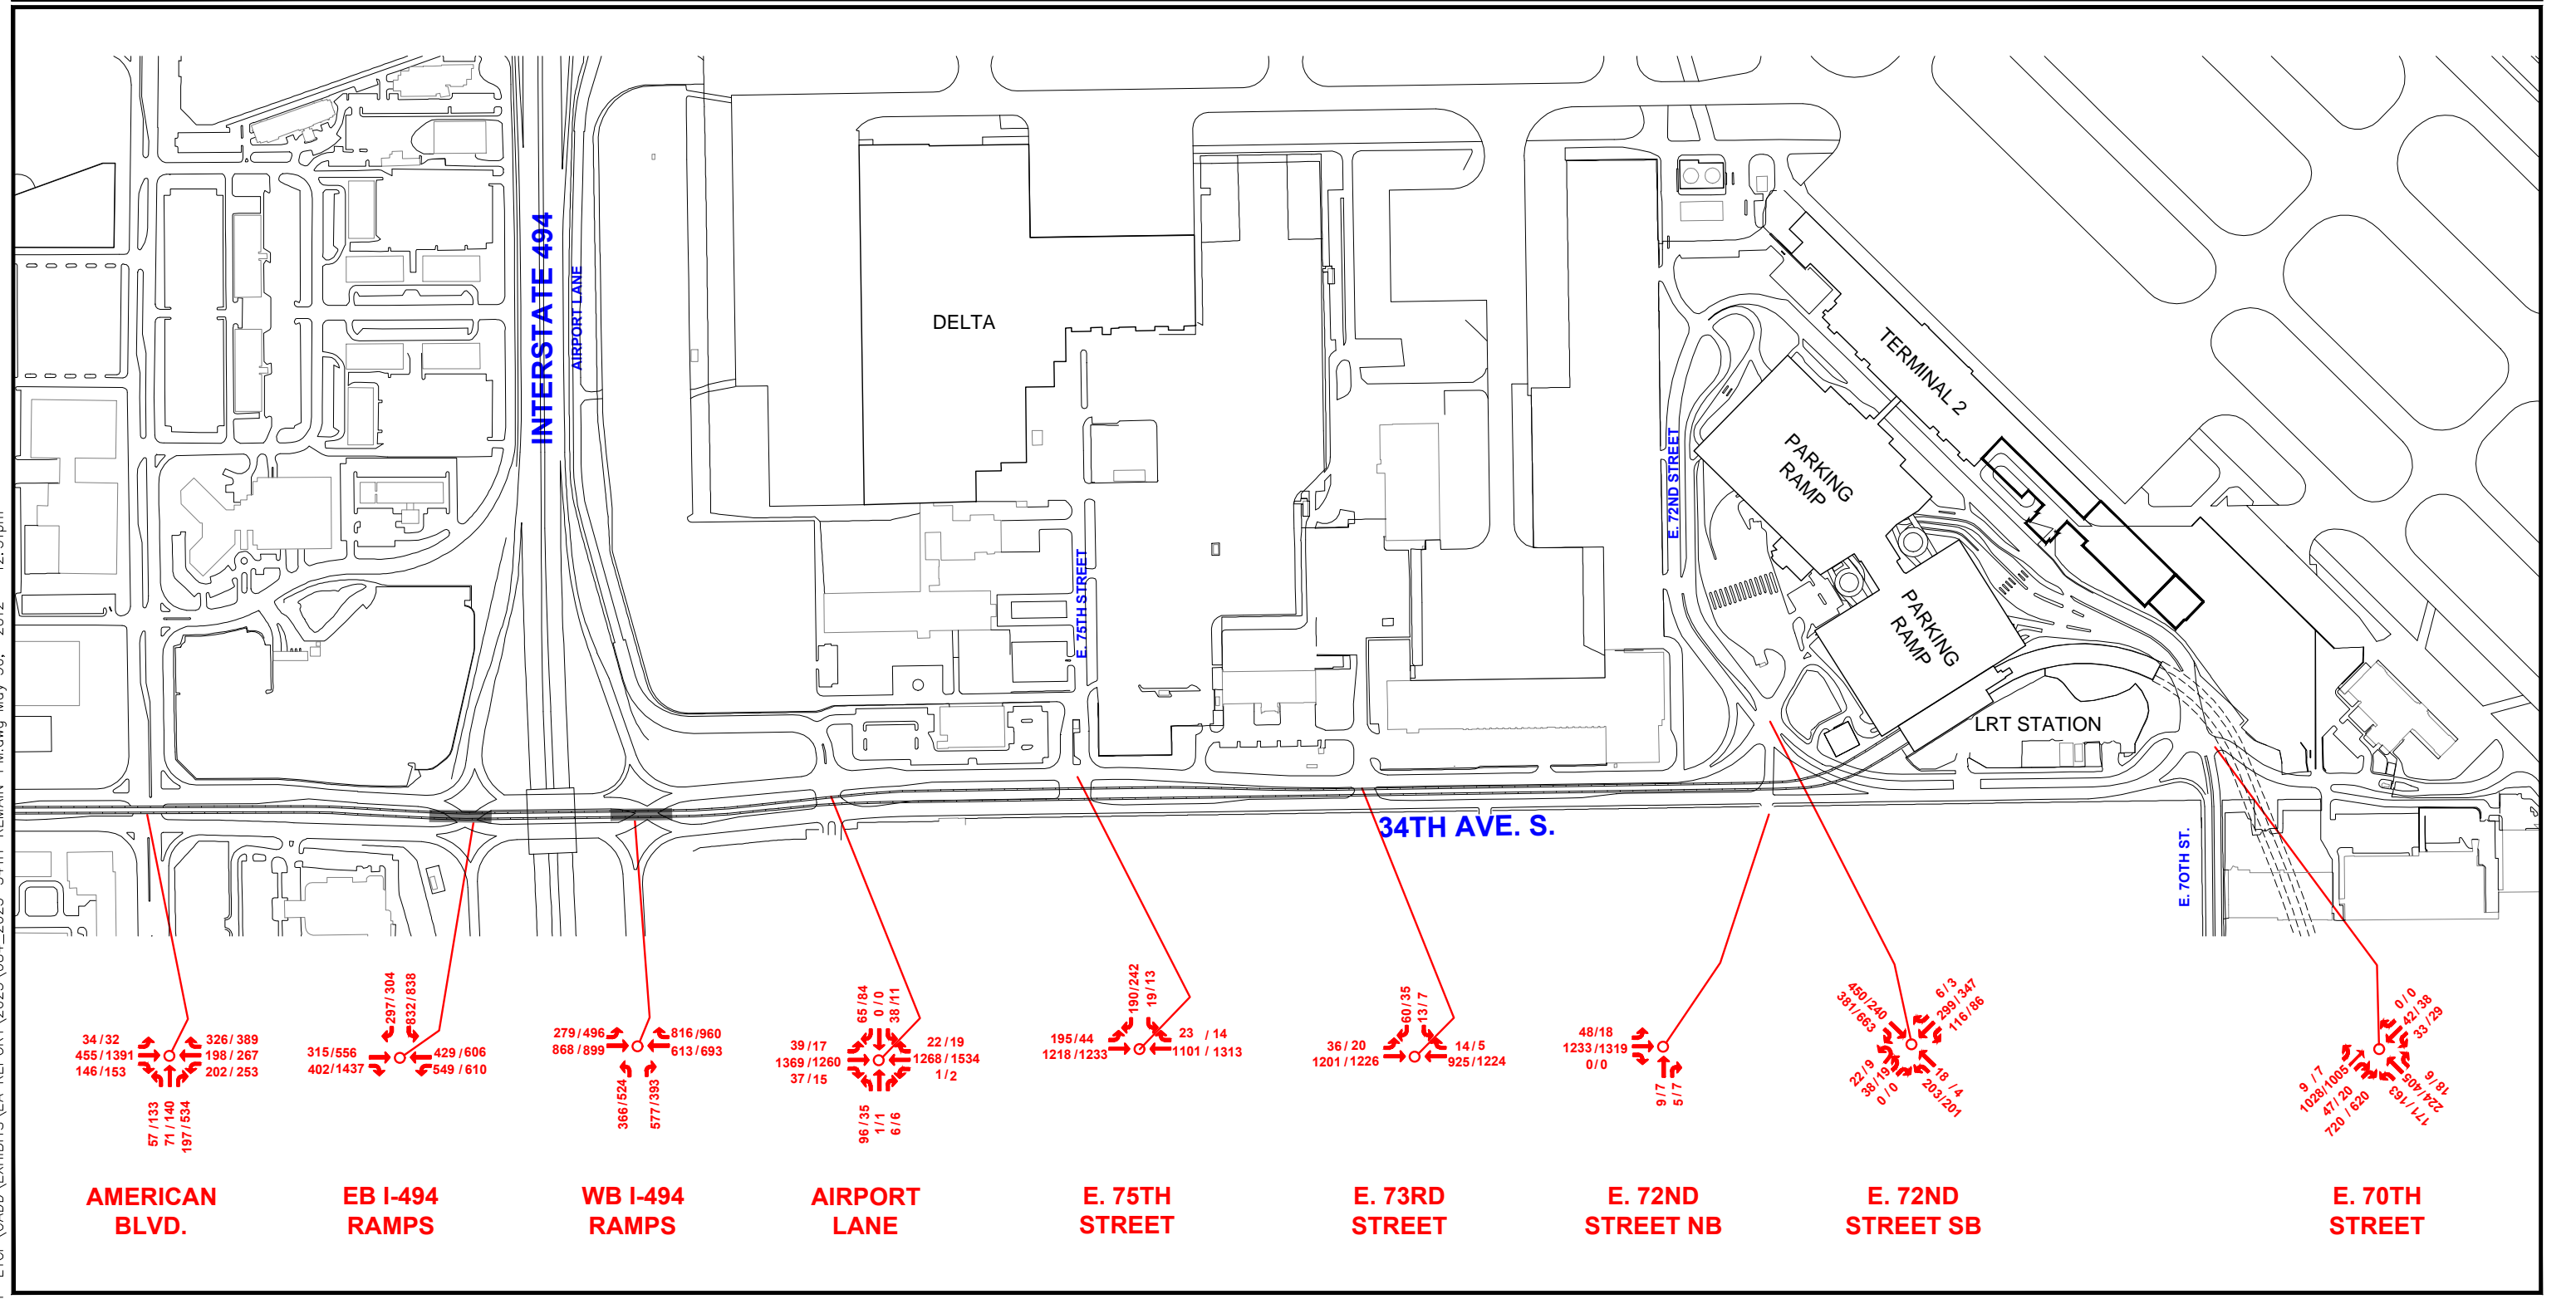 INTERSTATE 494
AIRPORT LANE
DELTA
E. 75TH STREET
E. 72ND STREET
TERMINAL 2
PARKING
RAMP
PARKING
RAMP
LRT STATION
34TH AVE. S.
E. 70TH ST.
34 / 32
455 / 1391
146 / 153
326 / 389
198 / 267
202 / 253
57 / 133
71 / 140
197 / 534
297 / 304
832 / 838
315 / 556
402 / 1437
429 / 606
549 / 610
279 / 496
868 / 899
816 / 960
613 / 693
366 / 524
577 / 393
65 / 84
0 / 0
38 / 11
39 / 17
1369 / 1260
37 / 15
22 / 19
1268 / 1534
1 / 2
96 / 35
1 / 1
6 / 6
190 / 242
19 / 13
195 / 44
1218 / 1233
23 / 14
1101 / 1313
60 / 35
13 / 7
36 / 20
1201 / 1226
14 / 5
925 / 1224
48 / 18
1233 / 1319
0 / 0
9 / 7
5 / 7
450 / 240
381 / 663
6 / 3
299 / 347
116 / 86
22 / 9
38 / 19
0 / 0
18 / 4
203 / 201
0 / 0
42 / 38
33 / 29
9 / 7
1028 / 1005
47 / 20
720 / 620
18 / 6
224 / 405
171 / 163
AMERICAN
BLVD.
EB I-494
RAMPS
WB I-494
RAMPS
AIRPORT
LANE
E. 75TH
STREET
E. 73RD
STREET
E. 72ND
STREET NB
E. 72ND
STREET SB
E. 70TH
STREET